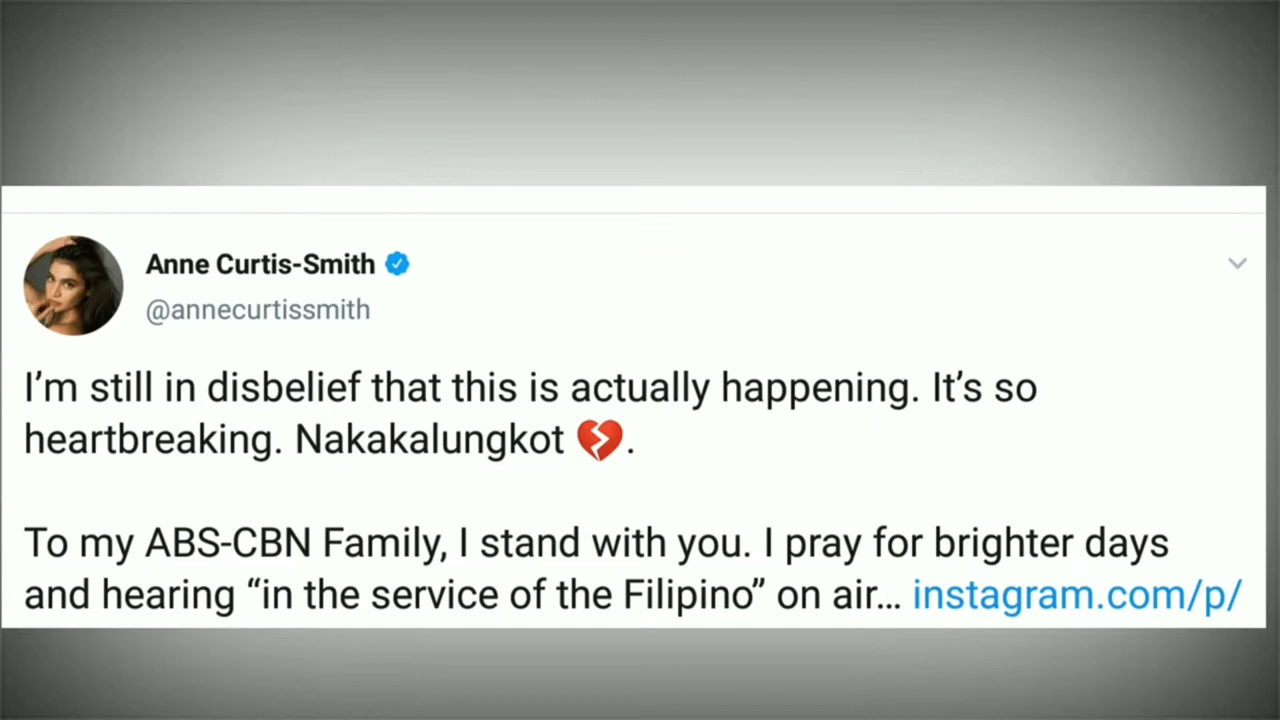 Anne Curtis-Smith
@annecurtissmith
I’m still in disbelief that this is actually happening. It’s so
heartbreaking. Nakakalungkot 💔.
To my ABS-CBN Family, I stand with you. I pray for brighter days
and hearing “in the service of the Filipino” on air... instagram.com/p/